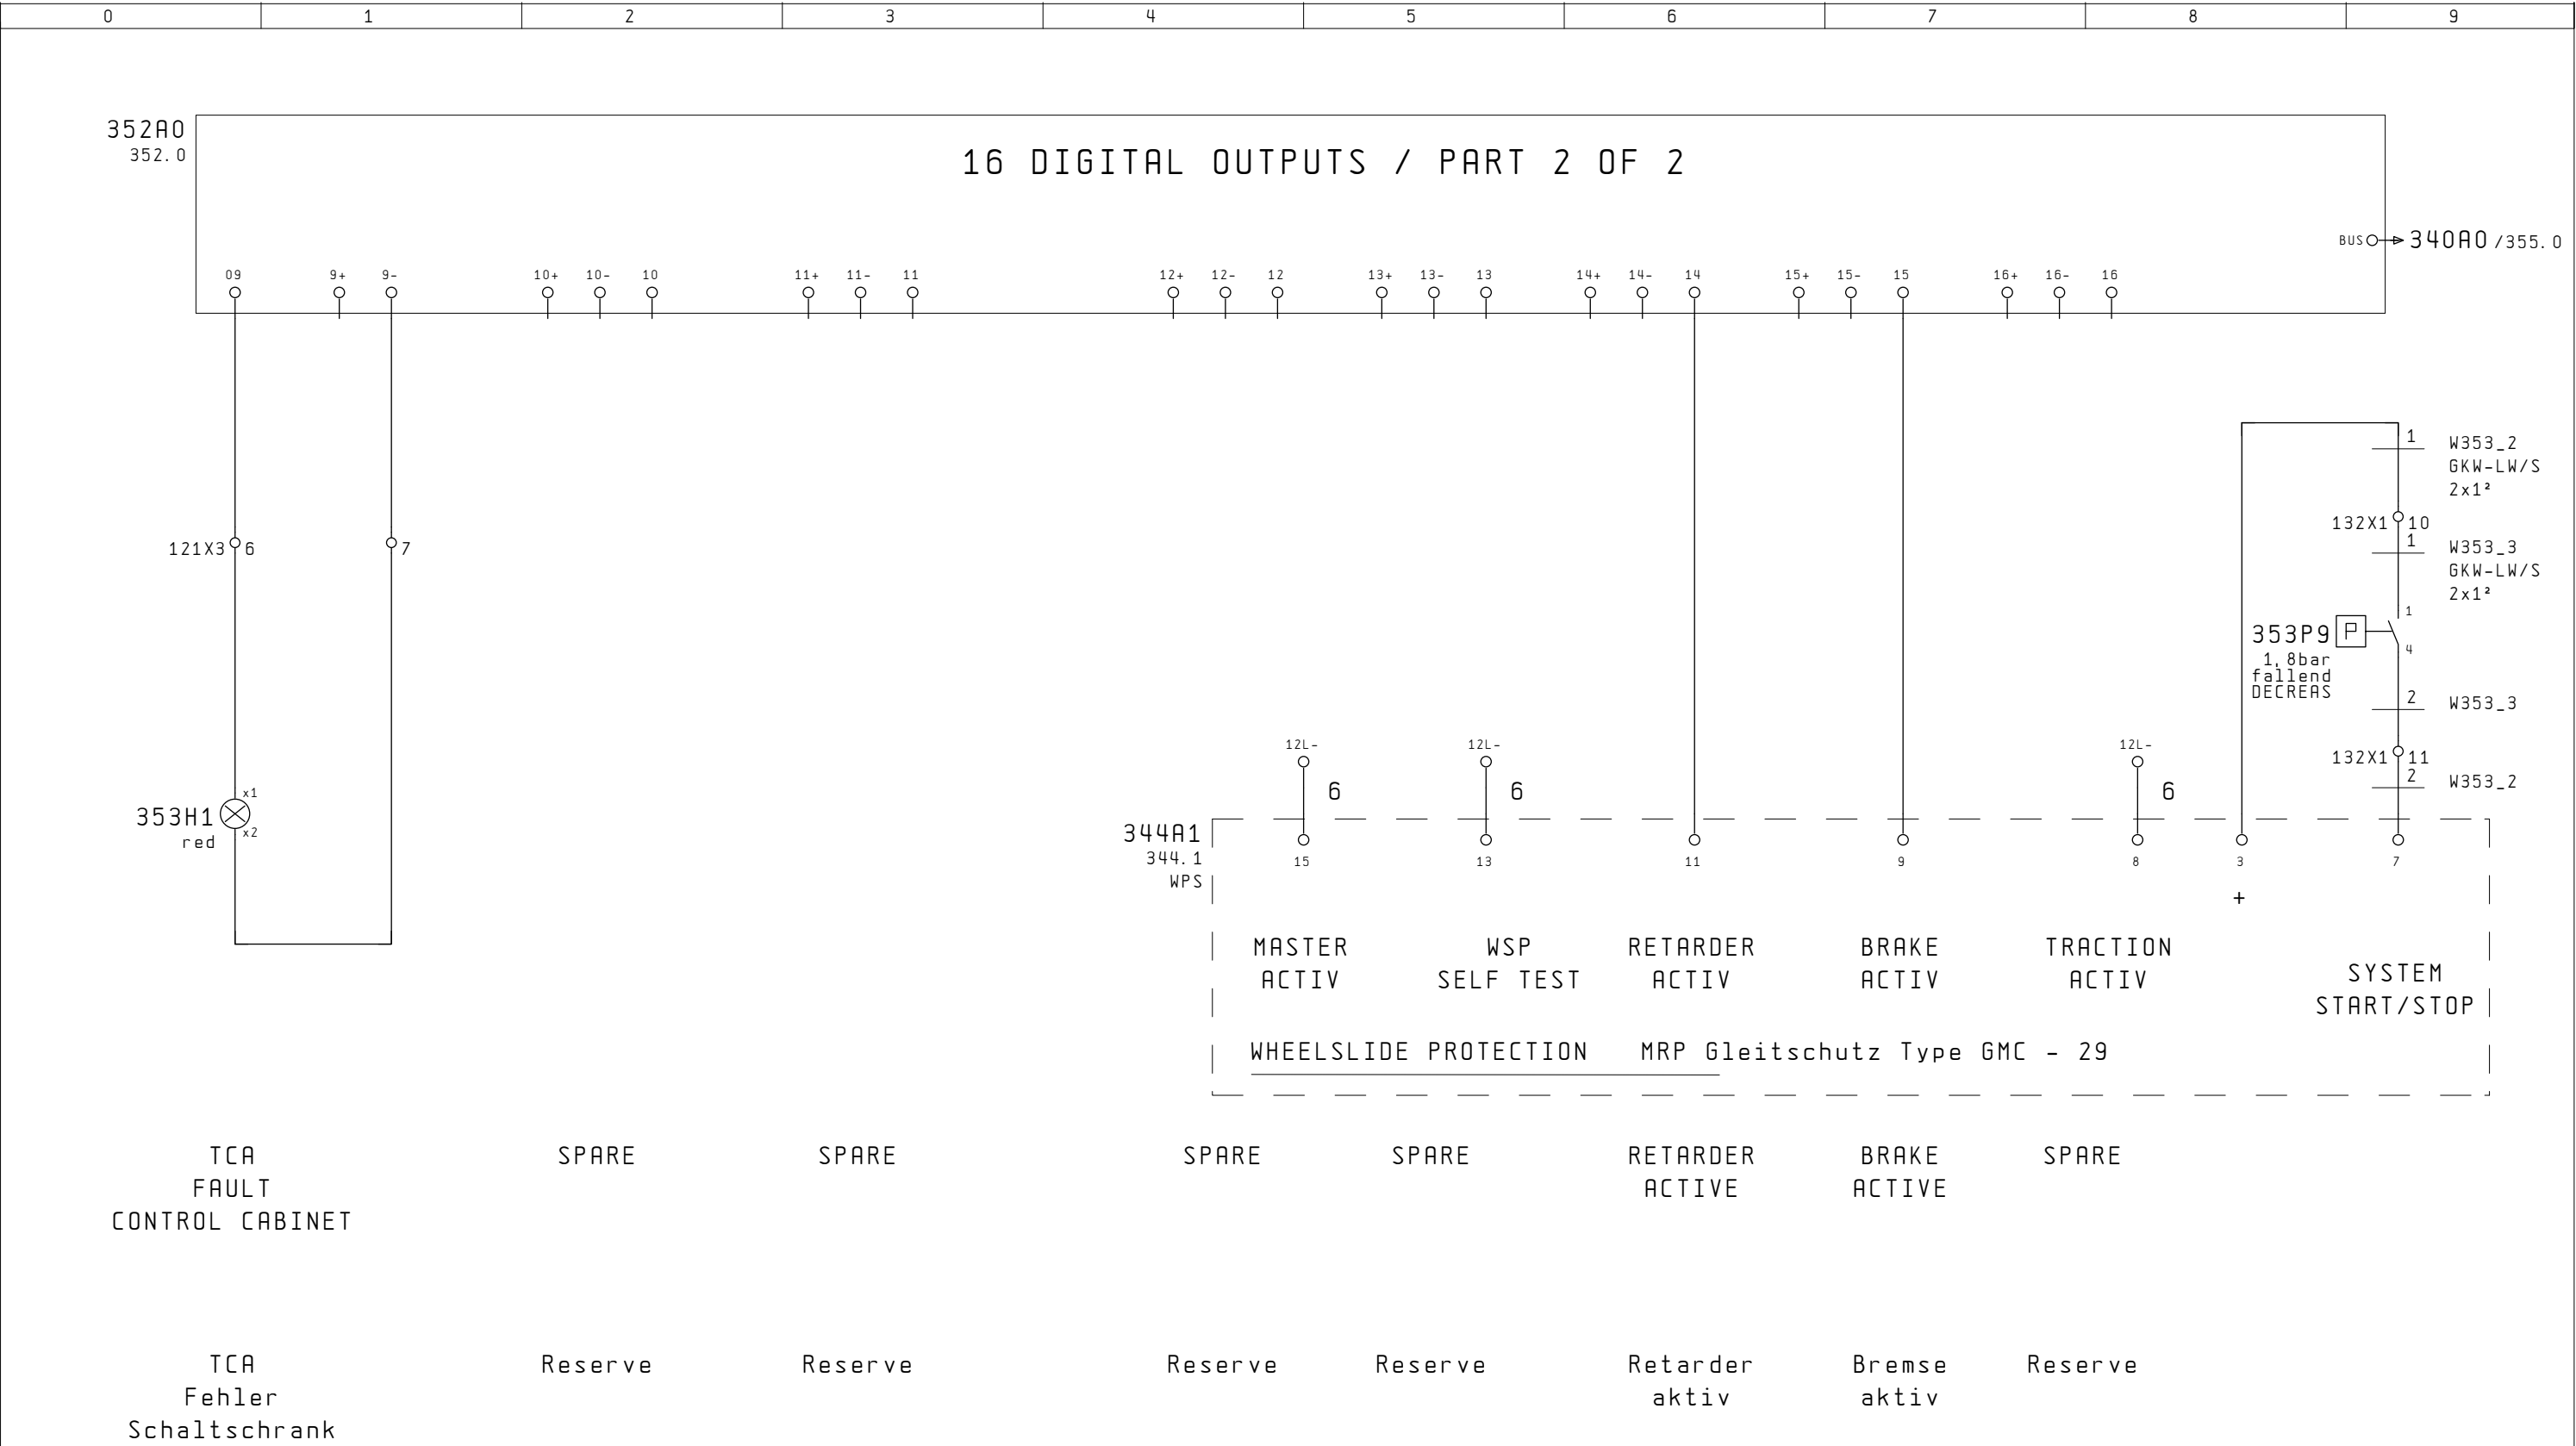 0 1 2 3 4 5 6 7 8 9
352A0
352.0
16 DIGITAL OUTPUTS / PART 2 OF 2
BUS 340A0 /355.0
09 9+ 9- 10+ 10- 10 11+ 11- 11 12+ 12- 12 13+ 13- 13 14+ 14- 14 15+ 15- 15 16+ 16- 16
1 W353_2
GKW-LW/S
2x1²
132X1 10
1 W353_3
GKW-LW/S
2x1²
121X3 6 7
1
353P9 P
4
1,8bar
fallend
DECREAS
2 W353_3
12L- 12L- 12L-
132X1 11
2 W353_2
6 6 6
x1
353H1
x2
red
344A1
344.1
WPS
15 13 11 9 8 3 7
+
MASTER
ACTIV
WSP
SELF TEST
RETARDER
ACTIV
BRAKE
ACTIV
TRACTION
ACTIV
SYSTEM
START/STOP
WHEELSLIDE PROTECTION MRP Gleitschutz Type GMC - 29
TCA
FAULT
CONTROL CABINET
SPARE
SPARE
SPARE
SPARE
RETARDER
ACTIVE
BRAKE
ACTIVE
SPARE
TCA
Fehler
Schaltschrank
Reserve
Reserve
Reserve
Reserve
Retarder
aktiv
Bremse
aktiv
Reserve